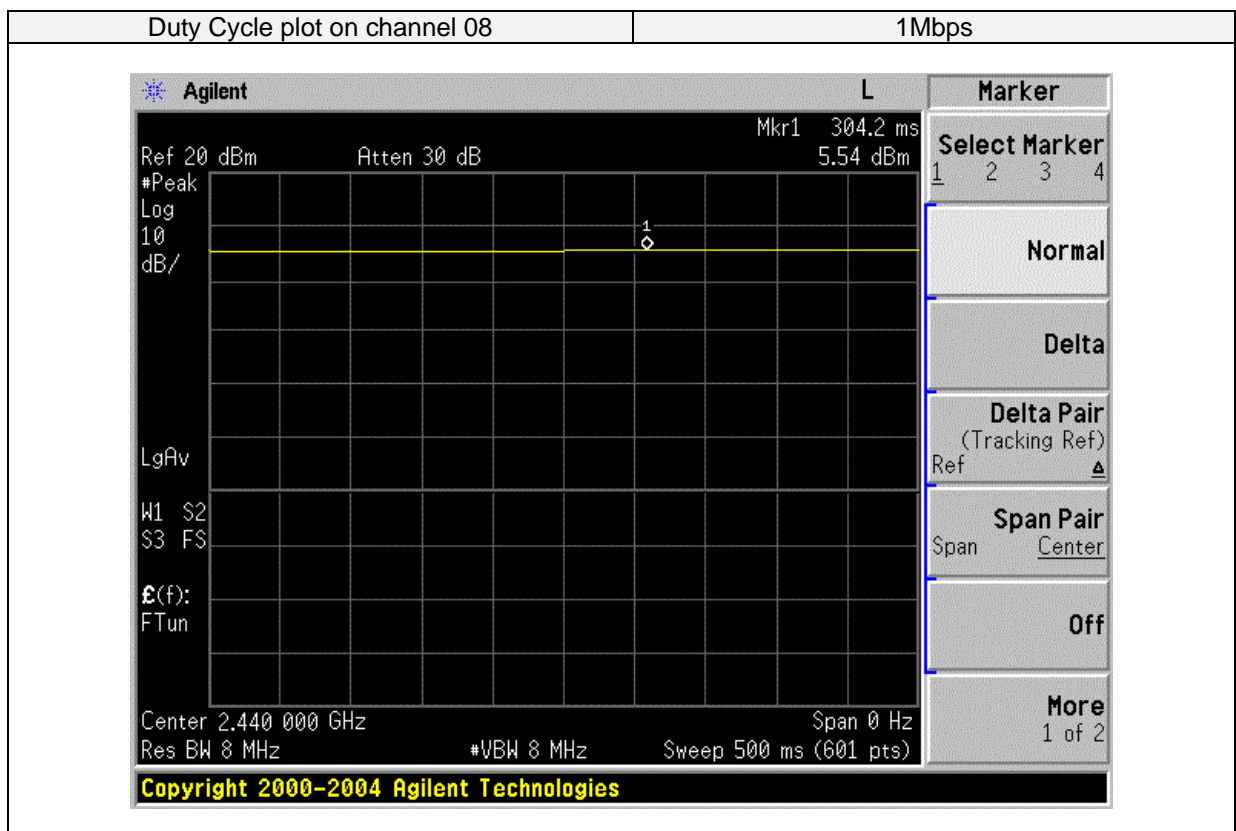 Duty Cycle plot on channel 08 1Mbps
Agilent L Marker
Mkr1 304.2 ms
Ref 20 dBm Atten 30 dB 5.54 dBm
Select Marker
1 2 3 4
#Peak
Log
10
dB/
1
Normal
Delta
Delta Pair
(Tracking Ref)
Ref Δ
LgAv
W1 S2
S3 FS
Span Pair
Span Center
£(f):
FTun
Off
Center 2.440 000 GHz Span 0 Hz
Res BW 8 MHz #VBW 8 MHz Sweep 500 ms (601 pts)
More
1 of 2
Copyright 2000-2004 Agilent Technologies